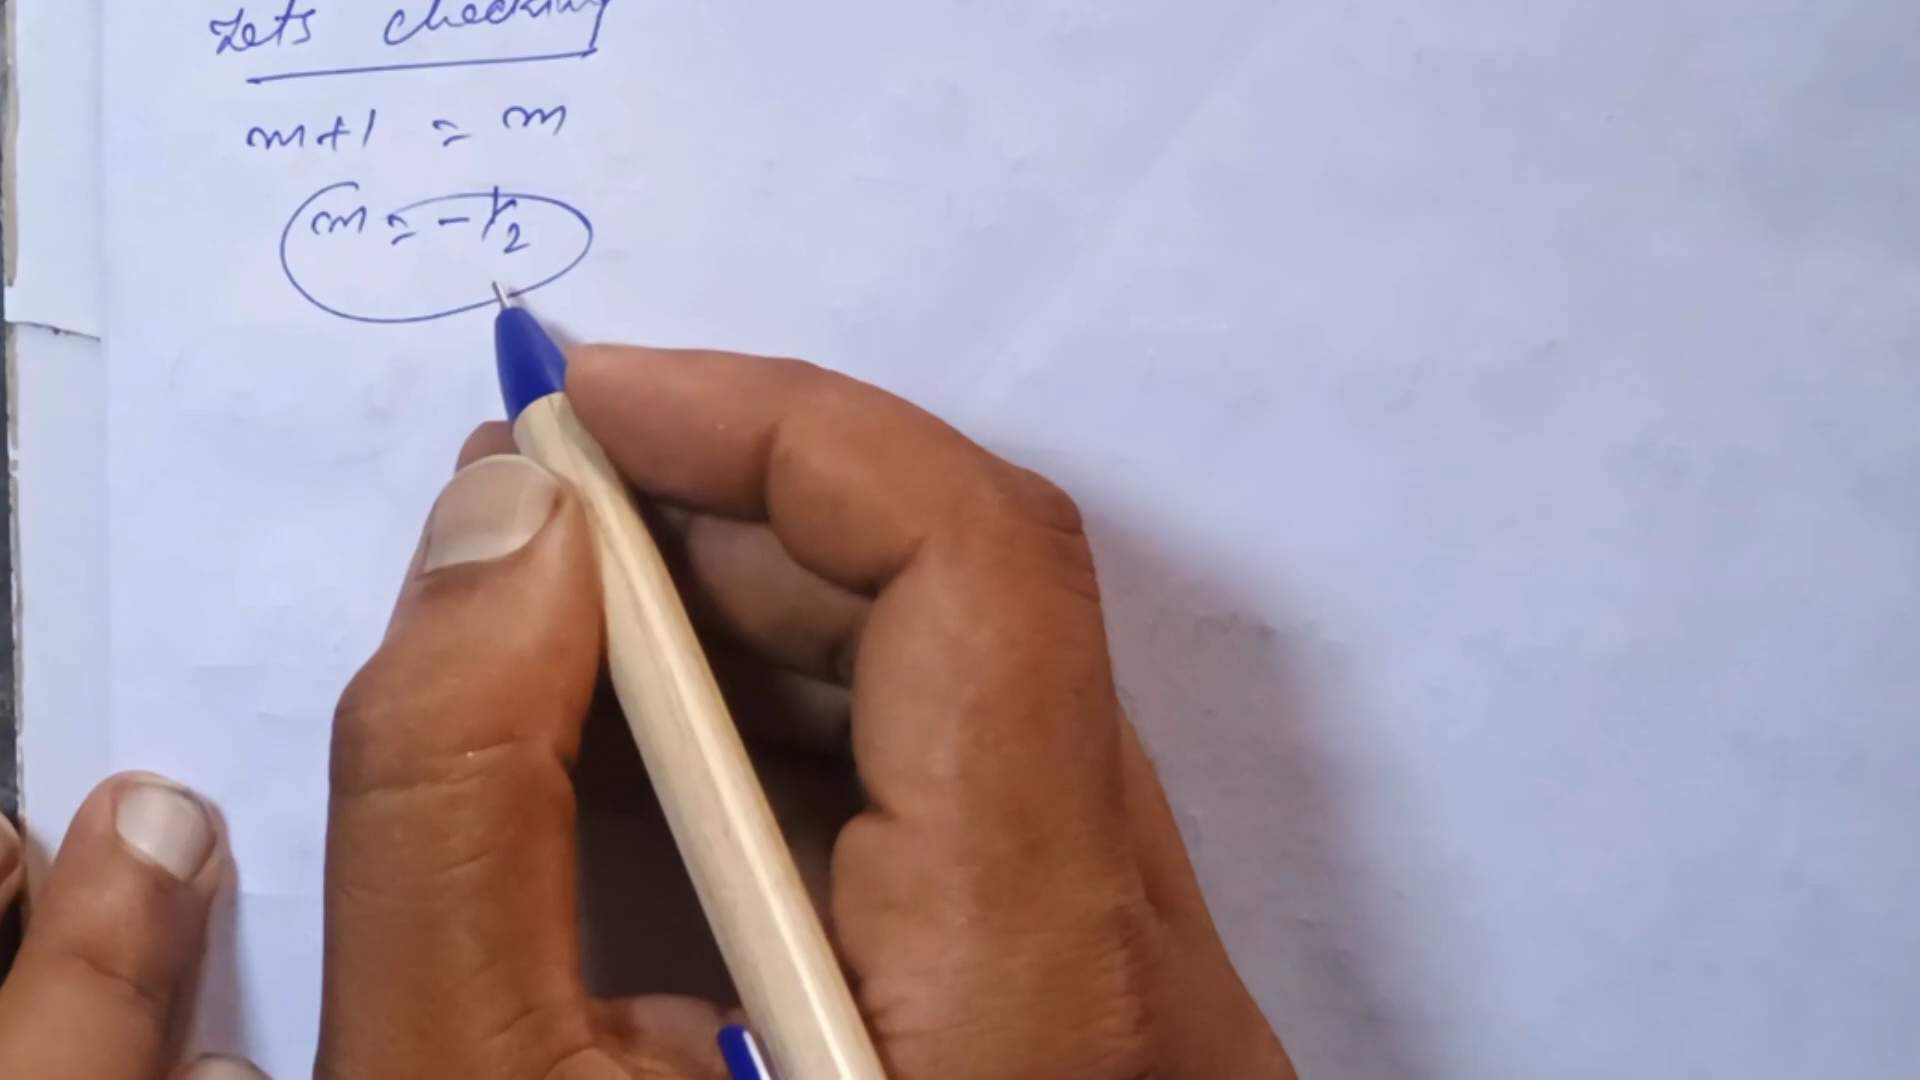 Lets checking
m+1 = m
m = -1/2